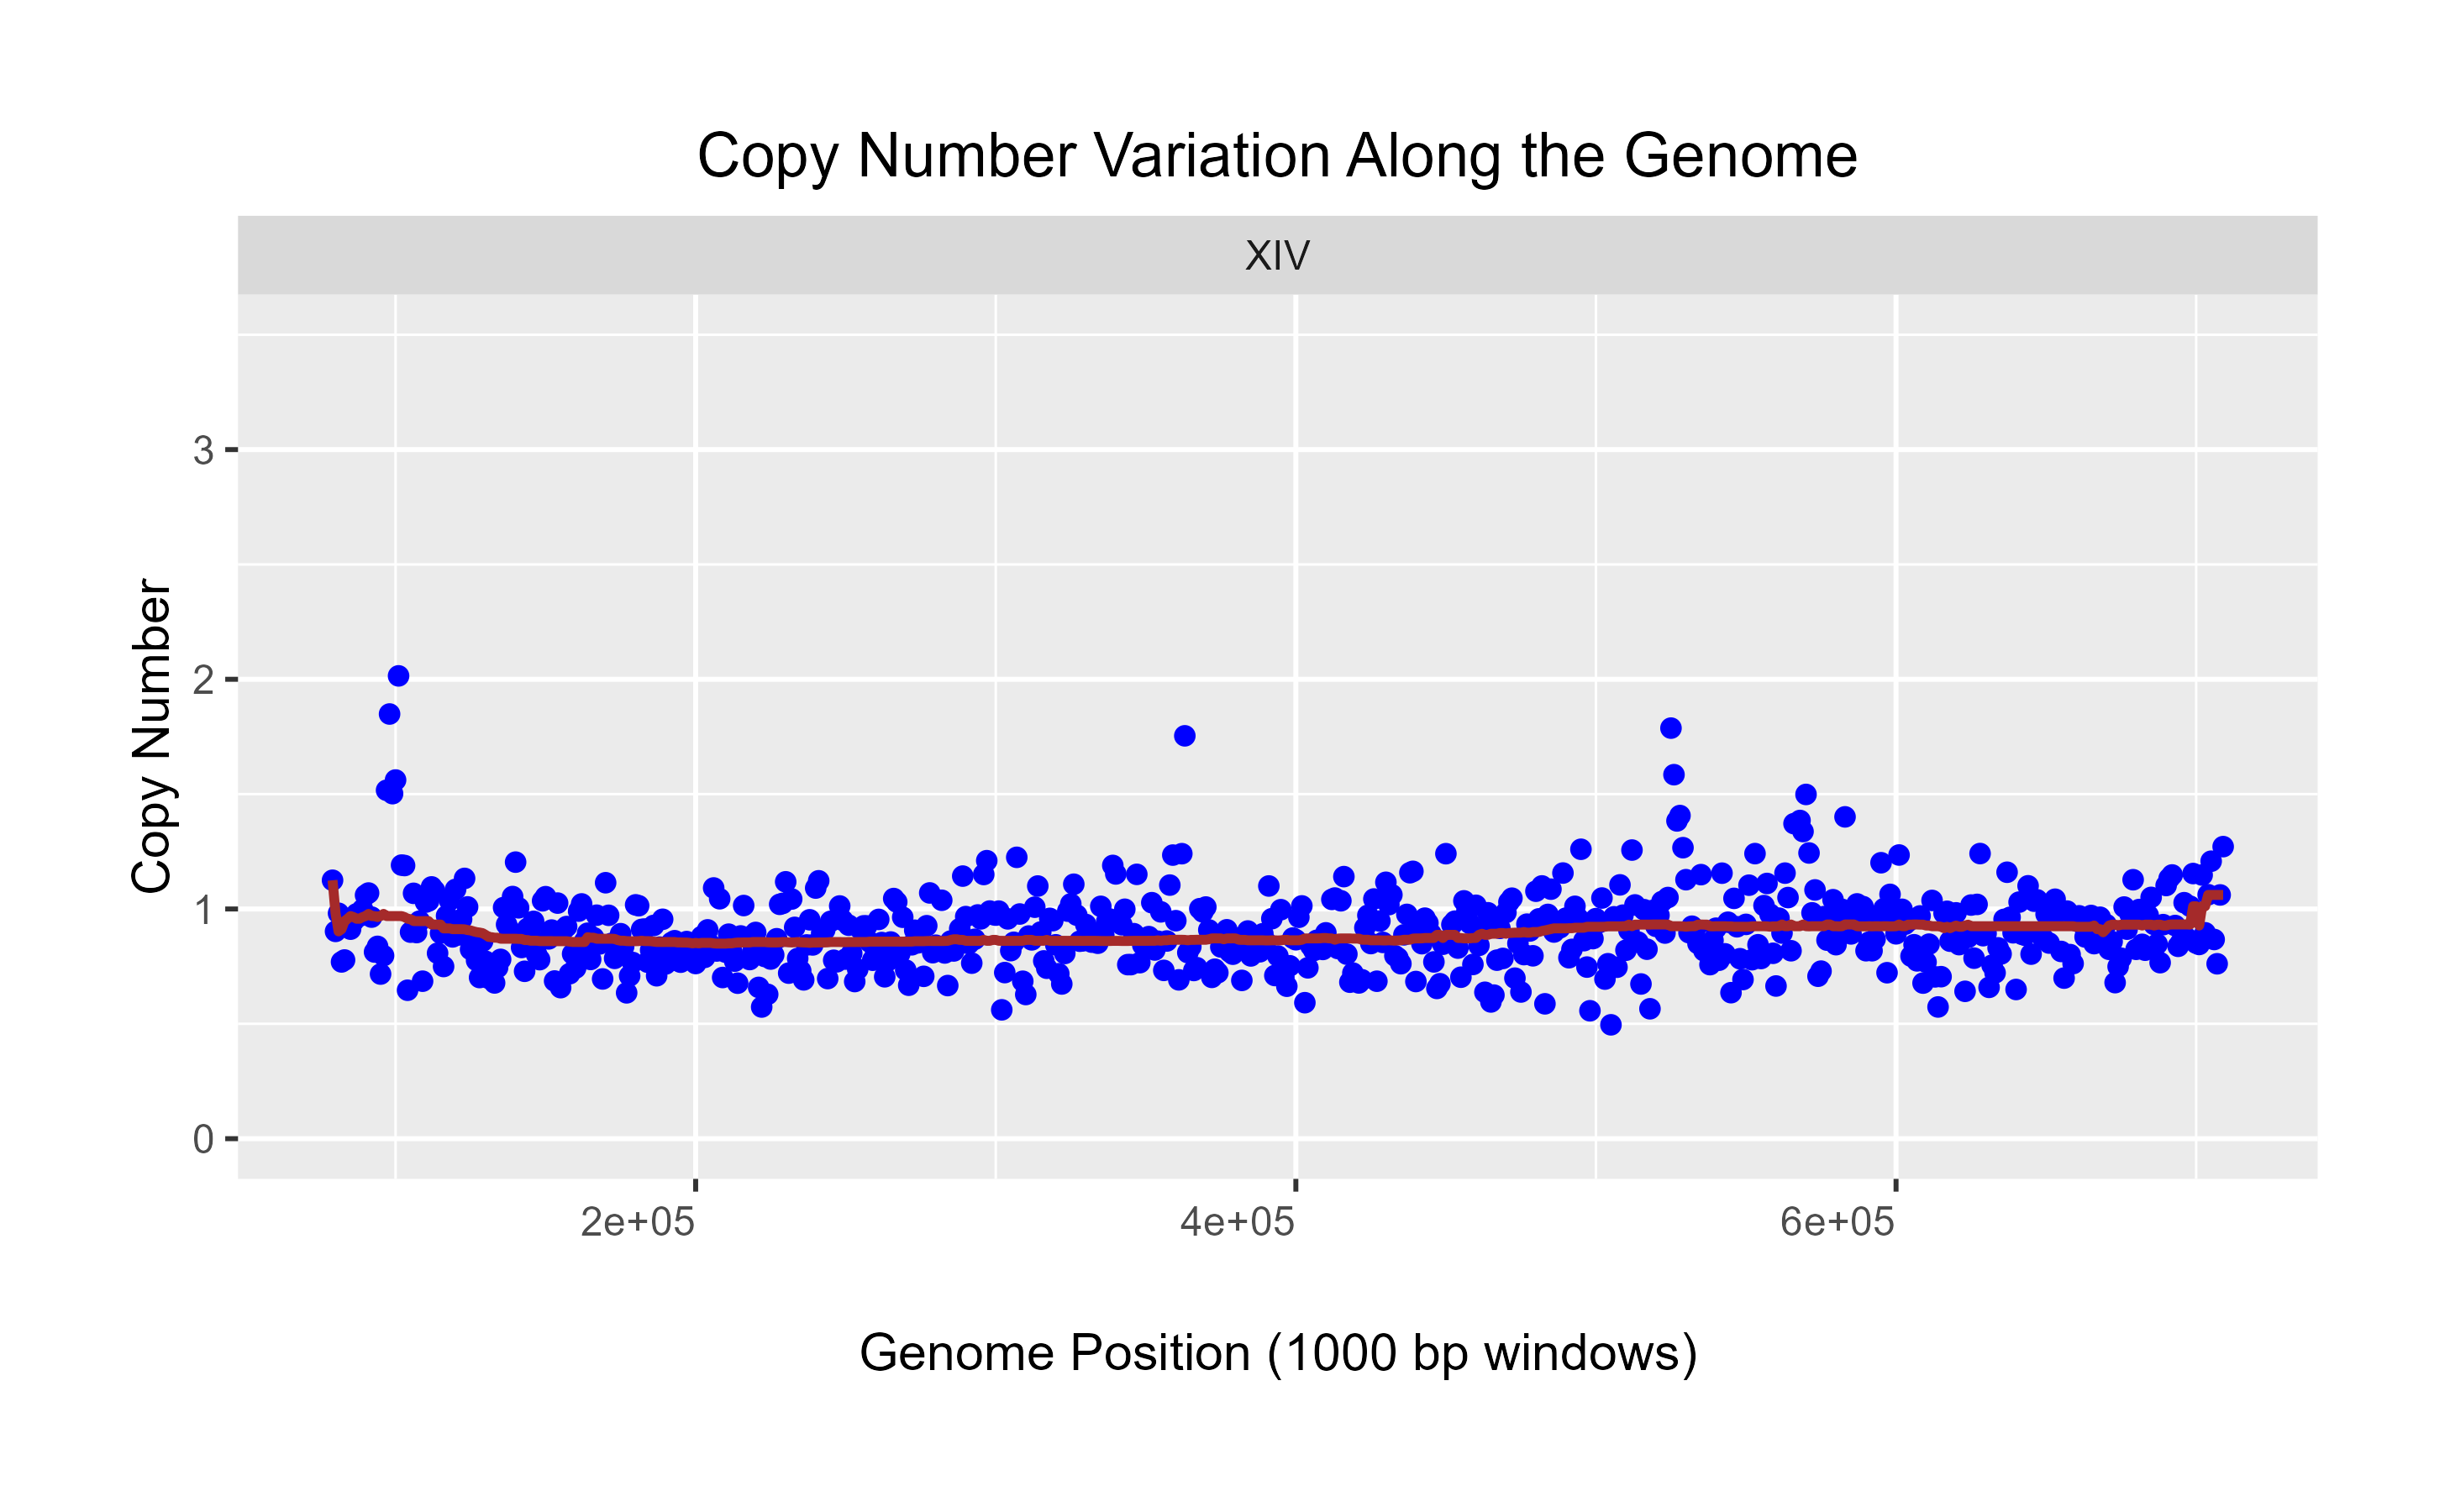 Copy Number Variation Along the Genome
XIV
Copy Number
3
2
1
0
2e+05
4e+05
6e+05
Genome Position (1000 bp windows)